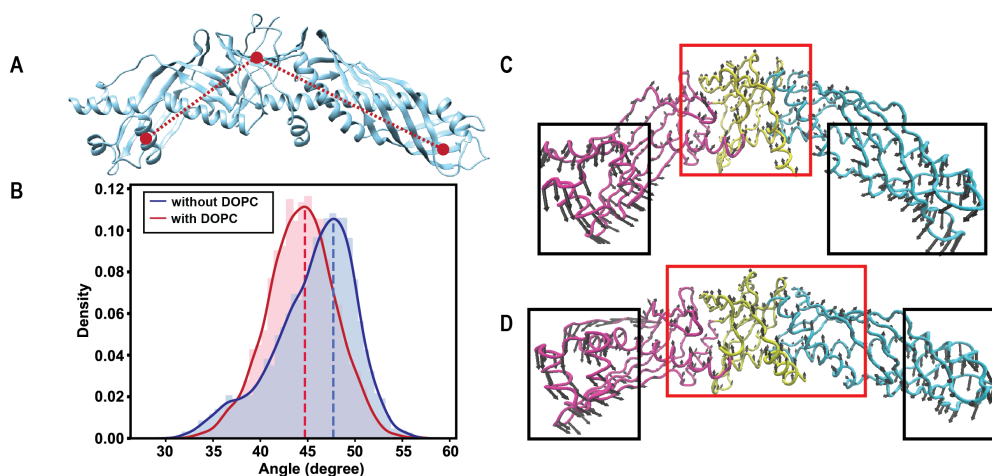 A
B
0.12
0.10
0.08
0.06
0.04
0.02
0.00
Density
without DOPC
with DOPC
30 35 40 45 50 55 60
Angle (degree)
C
D